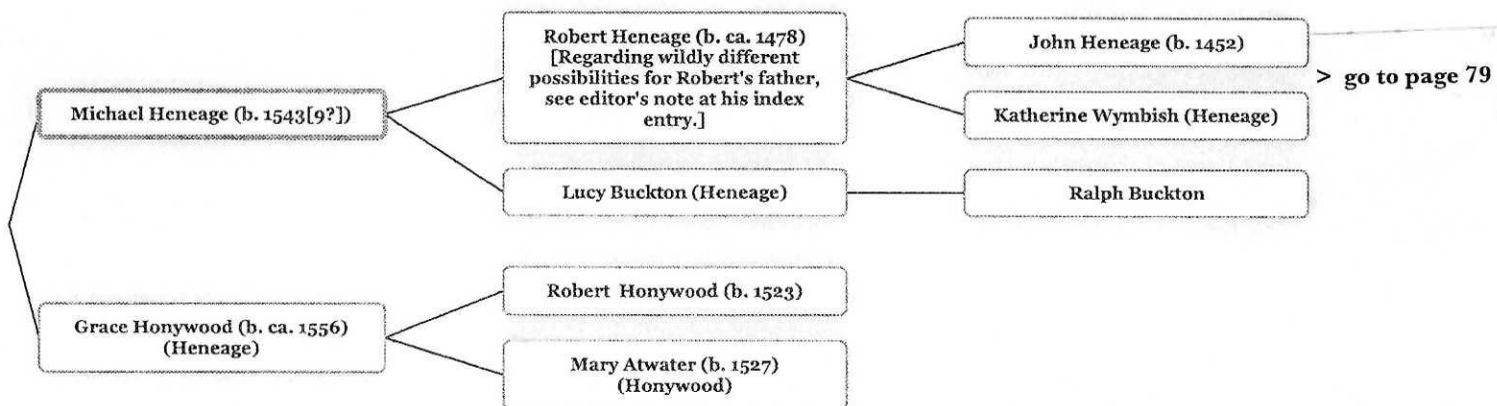 Robert Heneage (b. ca. 1478)
[Regarding wildly different
possibilities for Robert's father,
see editor's note at his index
entry.]
John Heneage (b. 1452)
> go to page 79
Michael Heneage (b. 1543[9?])
Katherine Wymbish (Heneage)
Lucy Buckton (Heneage)
Ralph Buckton
Robert Honywood (b. 1523)
Grace Honywood (b. ca. 1556)
(Heneage)
Mary Atwater (b. 1527)
(Honywood)